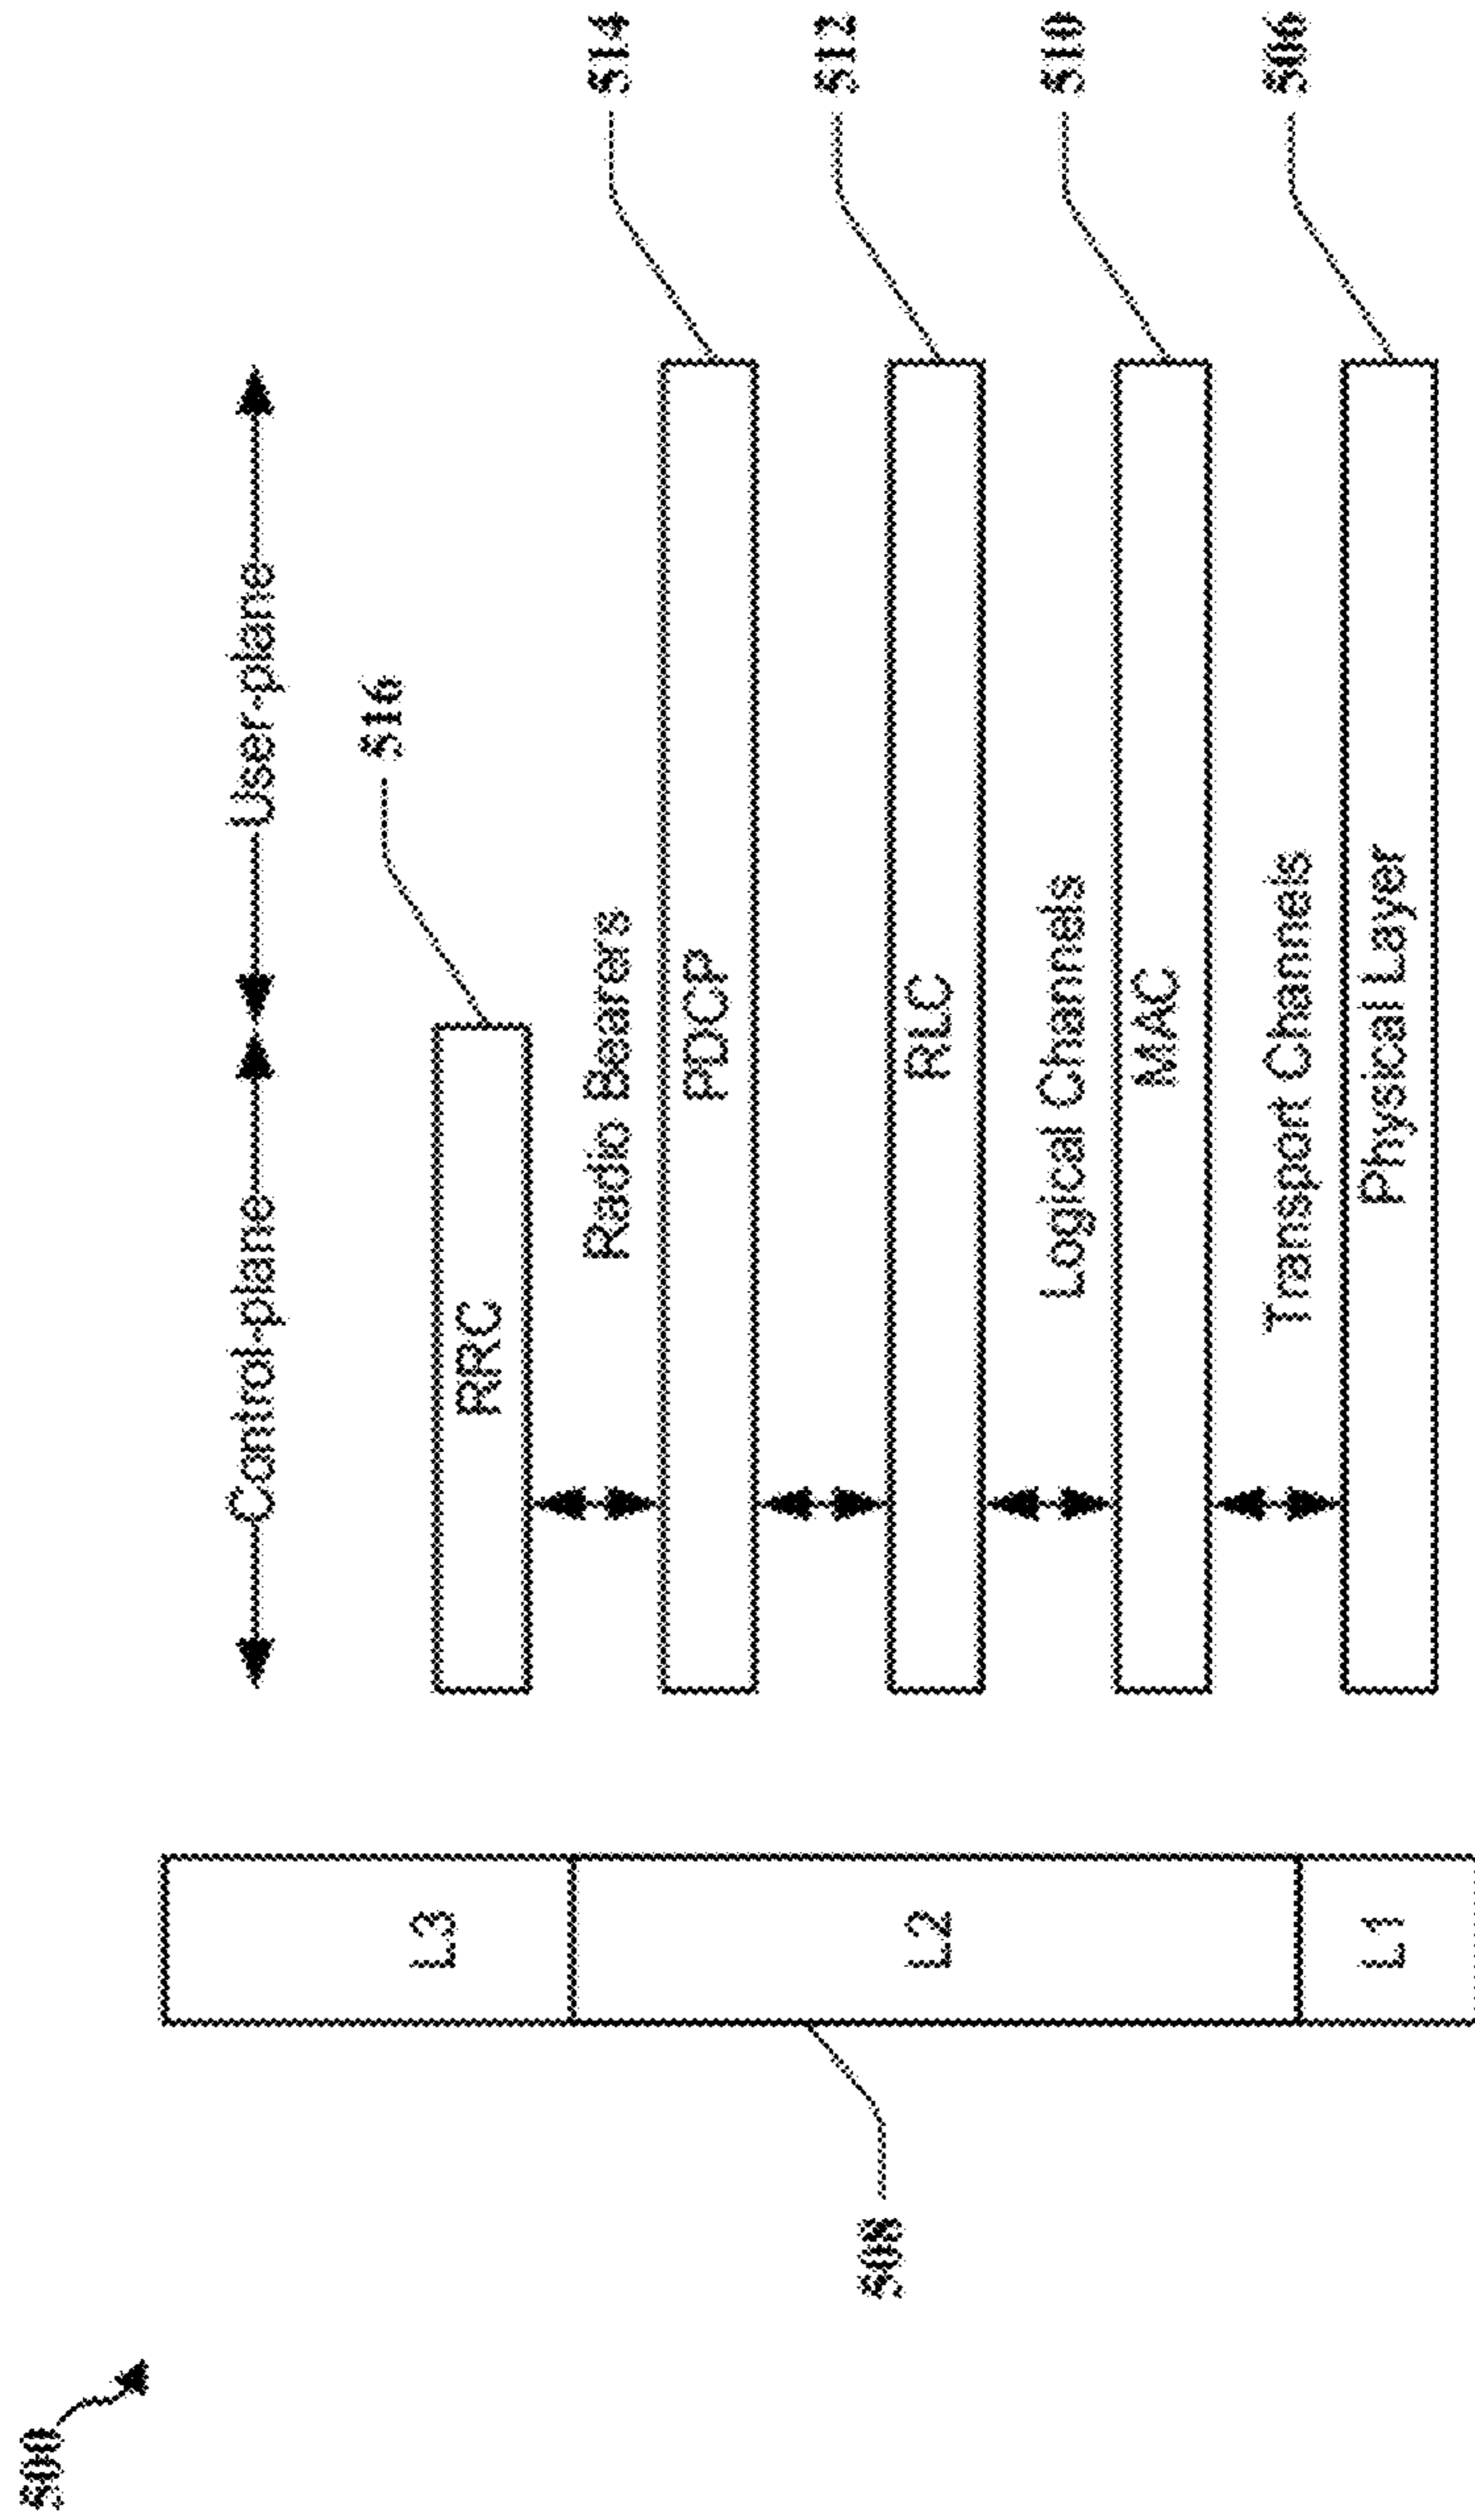 500
Control-plane
User-plane
516
L3
RRC
Radio Bearers
514
PDCP
512
L2
RLC
508
Logical Channels
510
MAC
Transport Channels
506
L1
Physical Layer